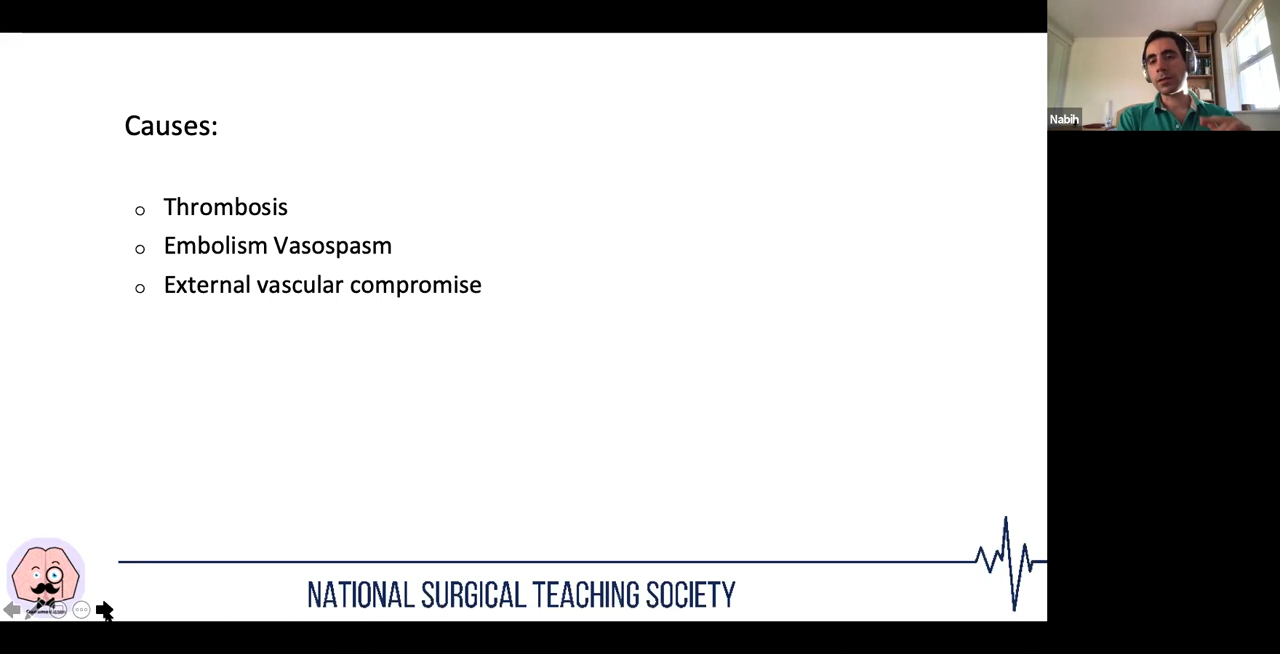 Causes:
Thrombosis
Embolism Vasospasm
External vascular compromise
NATIONAL SURGICAL TEACHING SOCIETY
Nabih